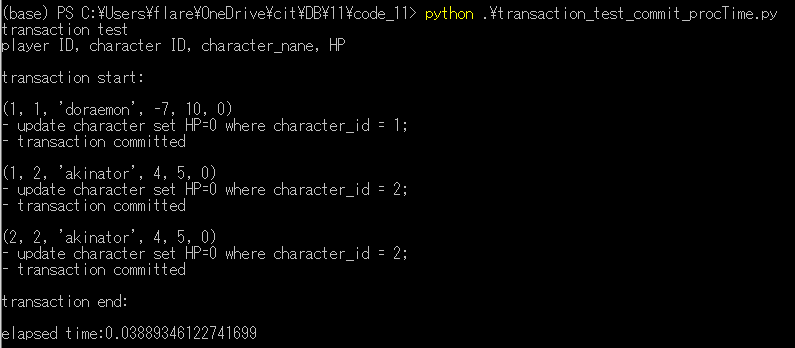 (base) PS C:¥Users¥flare¥OneDrive¥cit¥DB¥11¥code_11> python .¥transaction_test_commit_procTime.py
transaction test
player ID, character ID, character_nane, HP
transaction start:
(1, 1, 'doraemon', -7, 10, 0)
- update character set HP=0 where character_id = 1;
- transaction committed
(1, 2, 'akinator', 4, 5, 0)
- update character set HP=0 where character_id = 2;
- transaction committed
(2, 2, 'akinator', 4, 5, 0)
- update character set HP=0 where character_id = 2;
- transaction committed
transaction end:
elapsed time:0.03889346122741699